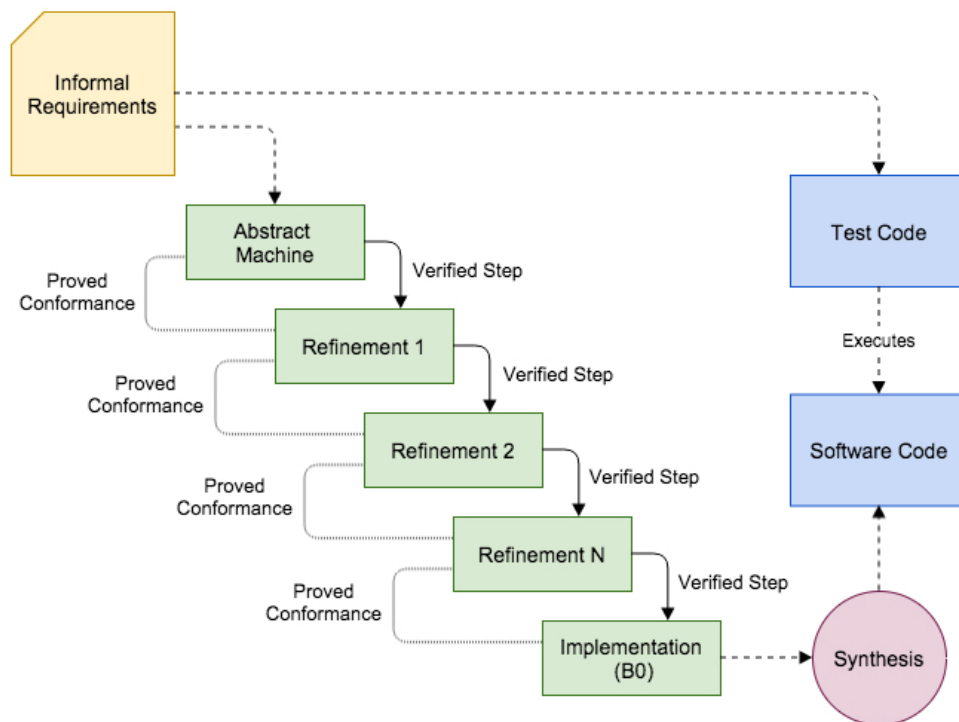 Informal
Requirements
Abstract
Machine
Test Code
Proved
Conformance
Verified Step
Refinement 1
Executes
Proved
Conformance
Verified Step
Refinement 2
Software Code
Proved
Conformance
Verified Step
Refinement N
Proved
Conformance
Verified Step
Implementation
(B0)
Synthesis